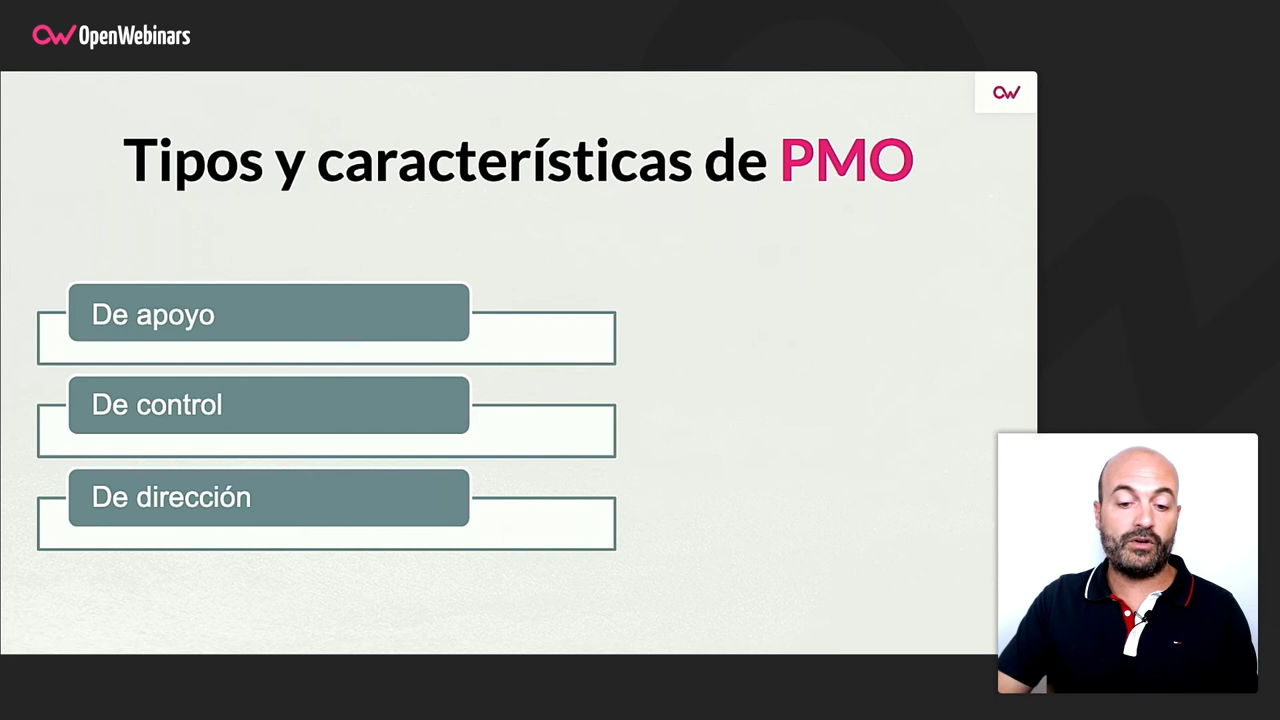 OpenWebinars
Tipos y características de PMO
De apoyo
De control
De dirección